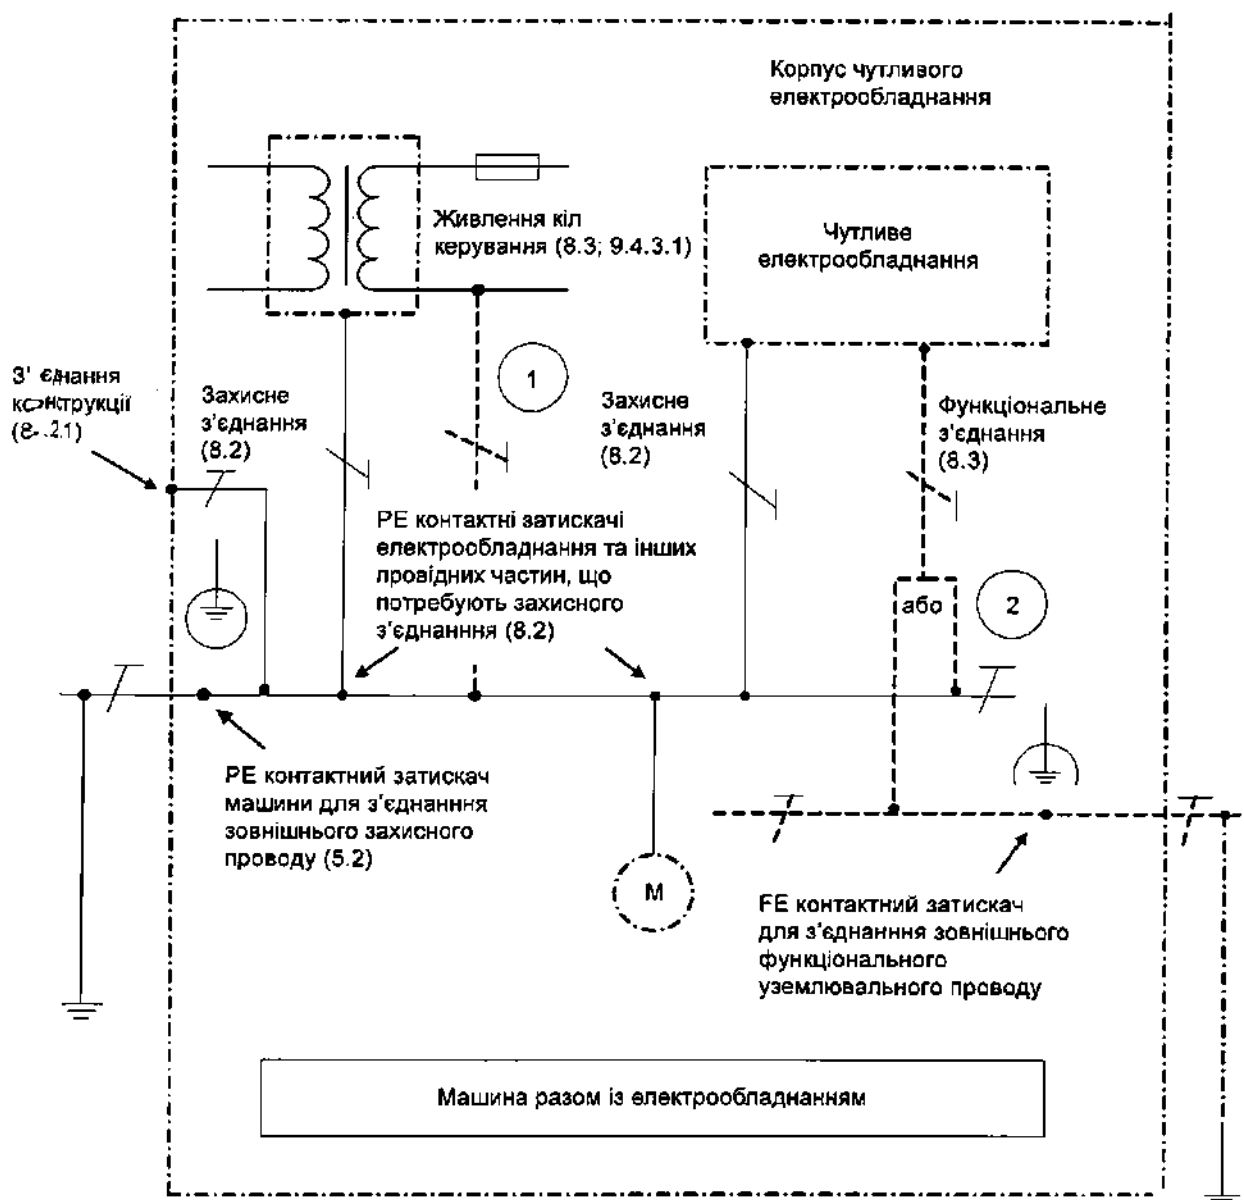 Корпус чутливого
електрообладнання
Живлення кіл
керування (8.3; 9.4.3.1)
Чутливе
електрообладнання
1
З' єднання
конструкції
Захисне
з'єднання
(8.2)
Захисне
з'єднання
(8.2)
Функціональне
з'єднання
(8.3)
PE контактні затискачі
електрообладнання та інших
провідних частин, що
потребують захисного
з'єднанння (8.2)
або
2
PE контактний затискач
машини для з'єднанння
зовнішнього захисного
проводу (5.2)
M
FE контактний затискач
для з'єднанння зовнішнього
функціонального
уземлювального проводу
Машина разом із електрообладнанням